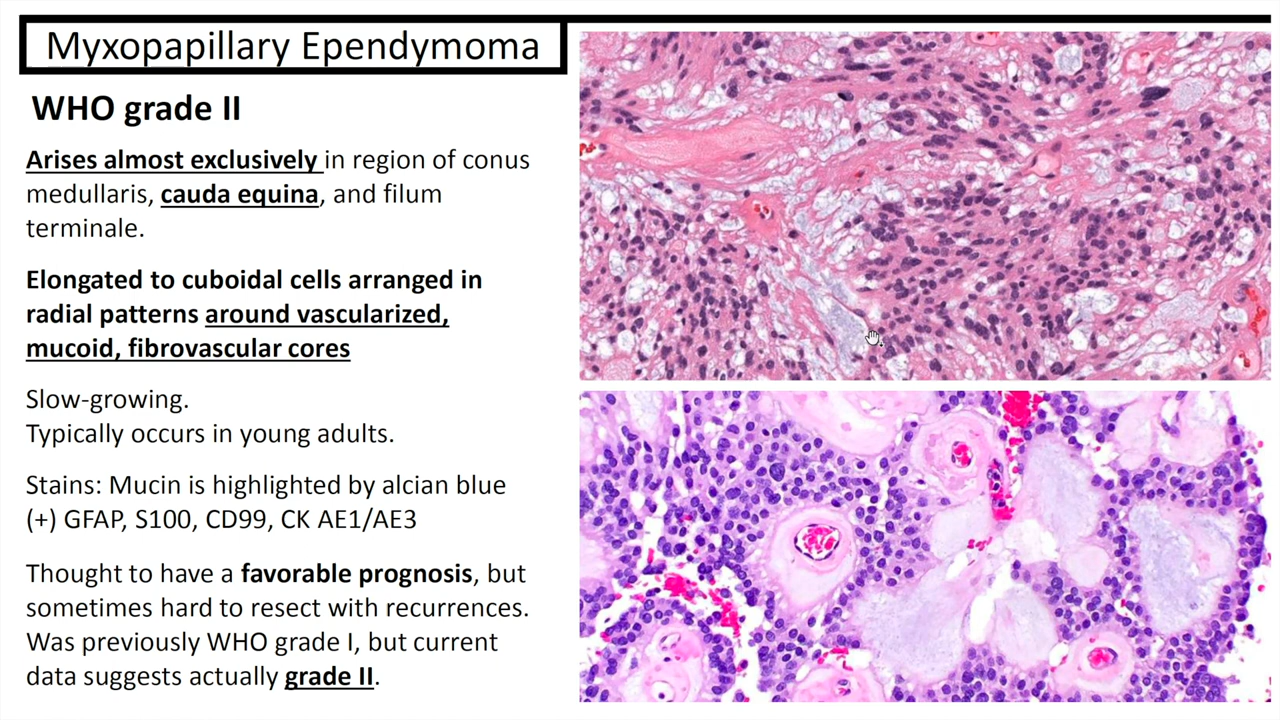 Myxopapillary Ependymoma
WHO grade II
Arises almost exclusively in region of conus
medullaris, cauda equina, and filum
terminale.
Elongated to cuboidal cells arranged in
radial patterns around vascularized,
mucoid, fibrovascular cores
Slow-growing.
Typically occurs in young adults.
Stains: Mucin is highlighted by alcian blue
(+) GFAP, S100, CD99, CK AE1/AE3
Thought to have a favorable prognosis, but
sometimes hard to resect with recurrences.
Was previously WHO grade I, but current
data suggests actually grade II.